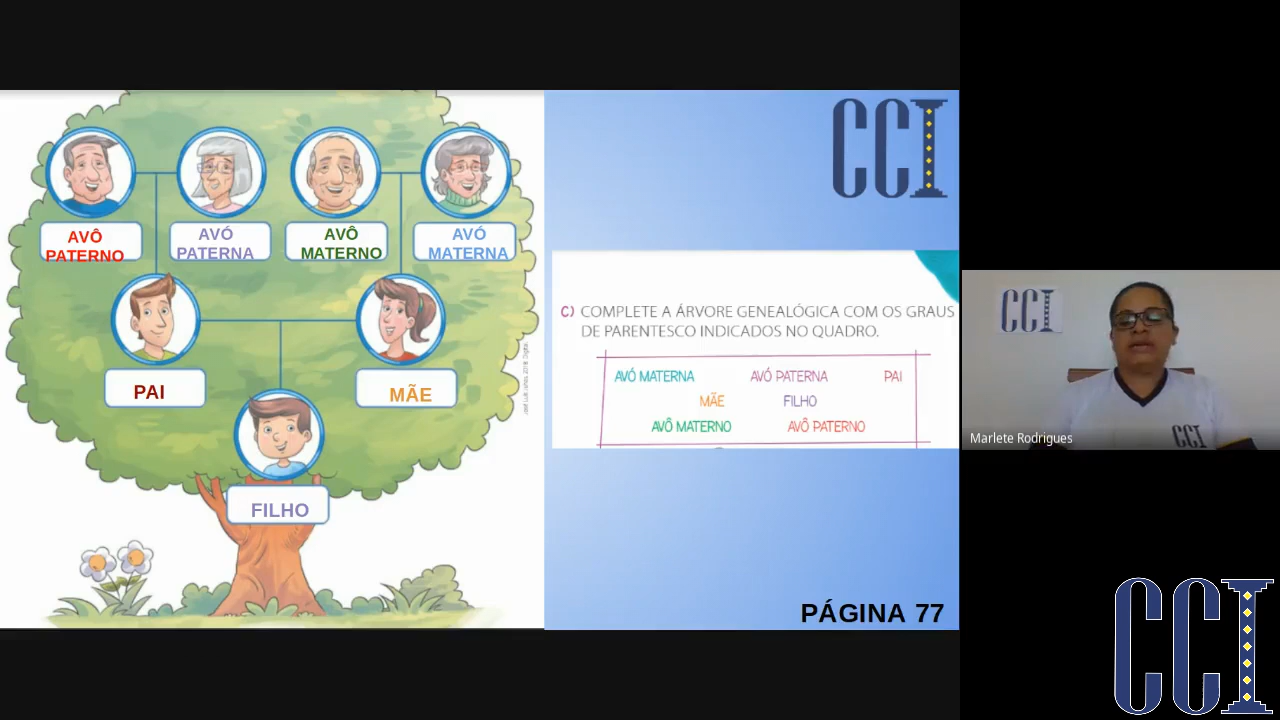 AVÔ
PATERNO
AVÓ
PATERNA
AVÔ
MATERNO
AVÓ
MATERNA
PAI
MÃE
FILHO
CCI
C) COMPLETE A ÁRVORE GENEALÓGICA COM OS GRAUS
DE PARENTESCO INDICADOS NO QUADRO.
AVÓ MATERNA AVÓ PATERNA PAI
MÃE FILHO
AVÔ MATERNO AVÔ PATERNO
PÁGINA 77
CCI
CCI
Marlete Rodrigues
CCI